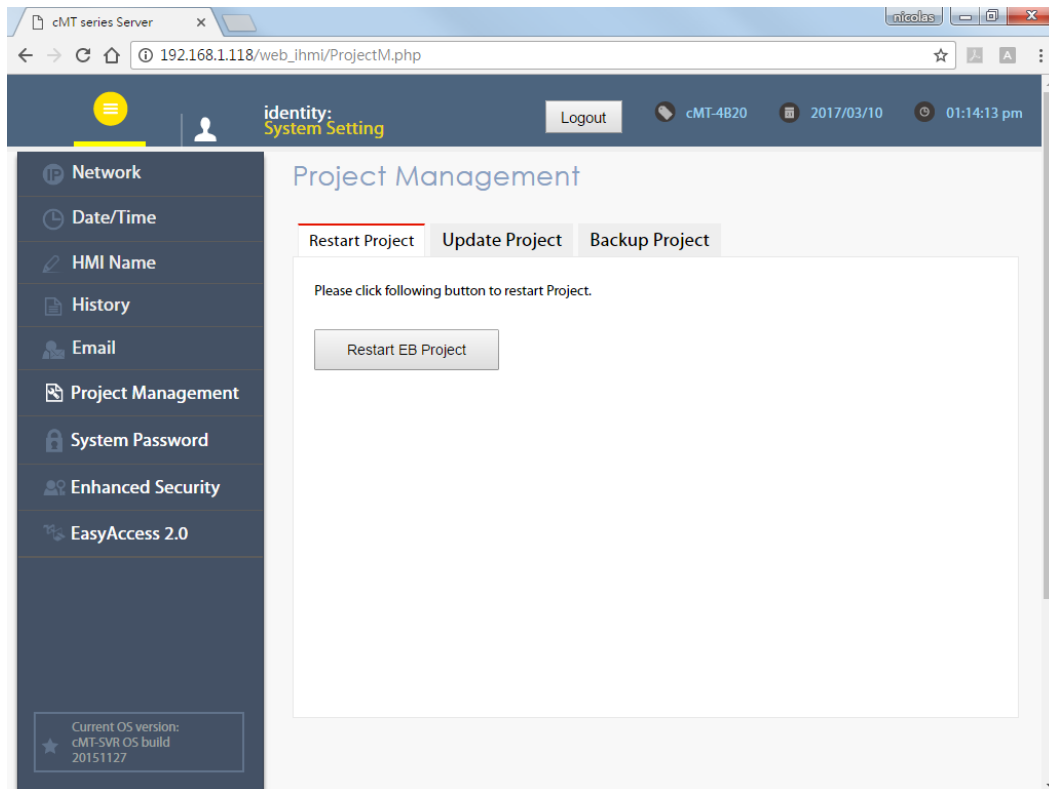 cMT series Server
nicolas
192.168.1.118/web_ihmi/ProjectM.php
identity:
System Setting
Logout
cMT-4B20
2017/03/10
01:14:13 pm
IP Network
Date/Time
HMI Name
History
Email
Project Management
System Password
Enhanced Security
EasyAccess 2.0
Current OS version:
cMT-SVR OS build
20151127
Project Management
Restart Project
Update Project
Backup Project
Please click following button to restart Project.
Restart EB Project